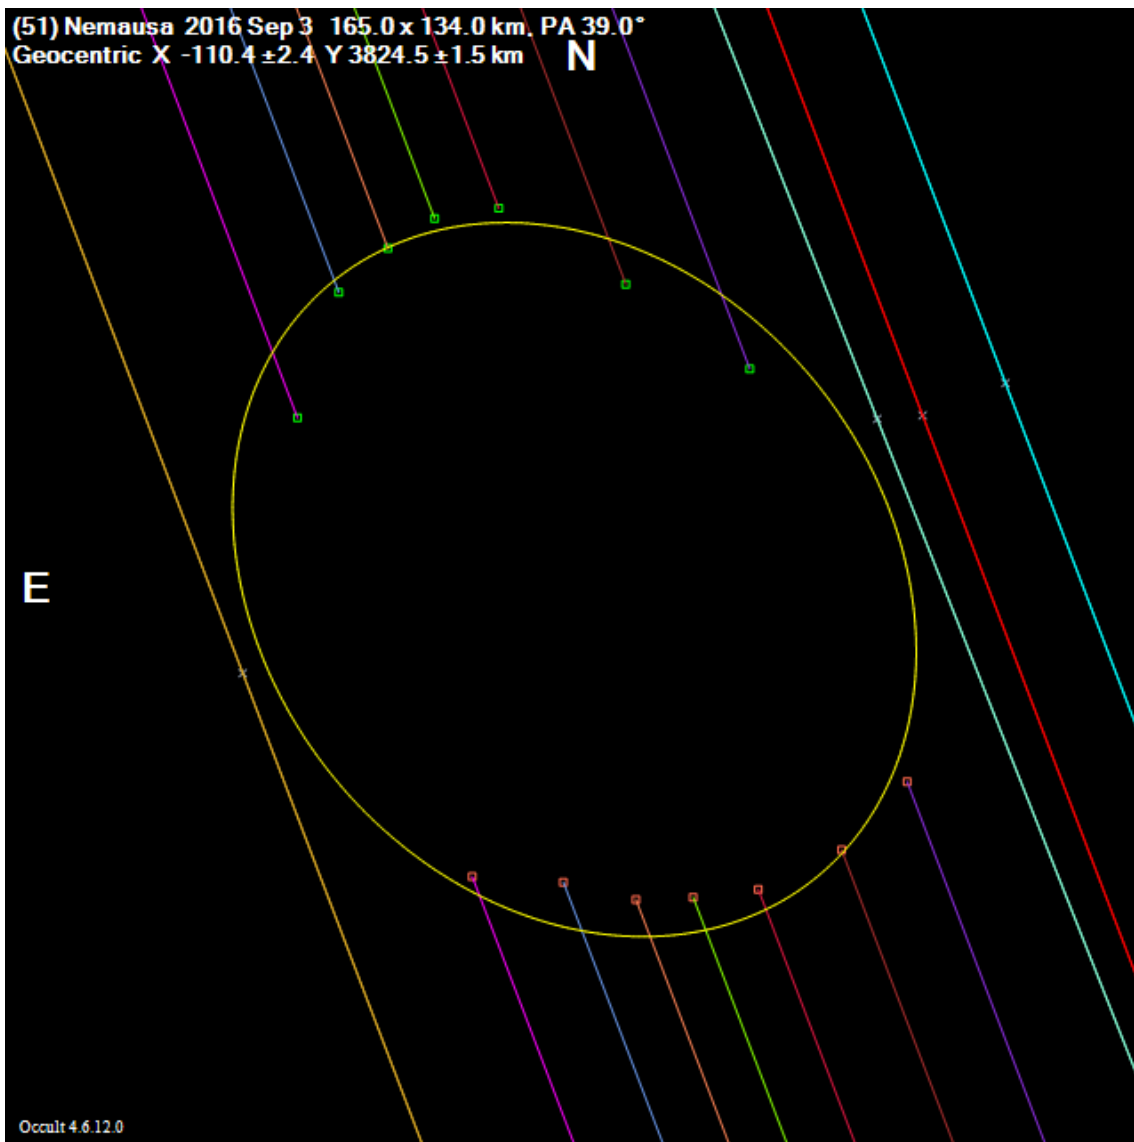 (51) Nemausa 2016 Sep 3 165.0 x 134.0 km, PA 39.0°
Geocentric X -110.4 ±2.4 Y 3824.5 ±1.5 km
N
E
Occult 4.6.12.0